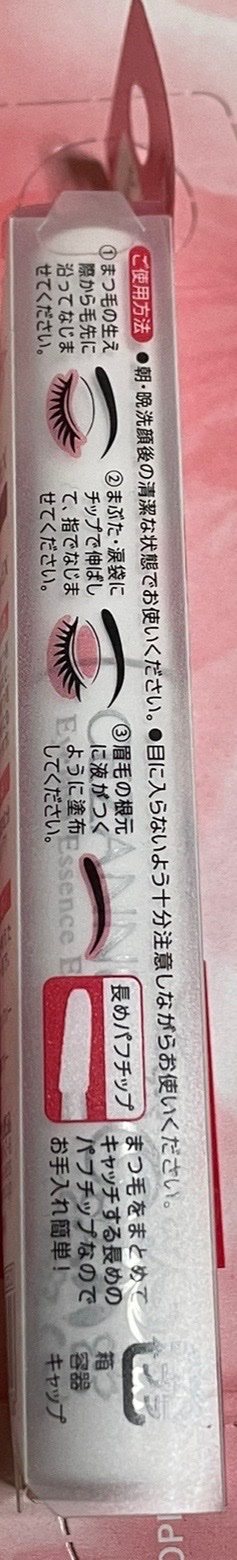 ご使用方法
●朝・晩洗顔後の清潔な状態でお使いください。●目に入らないよう十分注意しながらお使いください。
①まつ毛の生え
際から毛先に
沿ってなじま
せてください。
②まぶた・涙袋に
チップで伸ばし
て、指でなじま
せてください。
③眉毛の根元
に液がつく
ように塗布
してください。
長めパフチップ
まつ毛をまとめて
キャッチする長めの
パフチップなので
お手入れ簡単！
プラ
箱
容器
キャップ
Essence